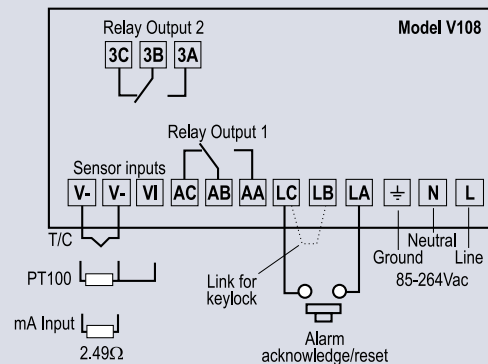 Relay Output 2
Model V108
3C 3B 3A
Relay Output 1
Sensor inputs
V- V- VI AC AB AA LC LB LA N L
T/C
Ground Neutral Line
85-264Vac
PT100
Link for
keylock
mA Input
2.49Ω
Alarm
acknowledge/reset